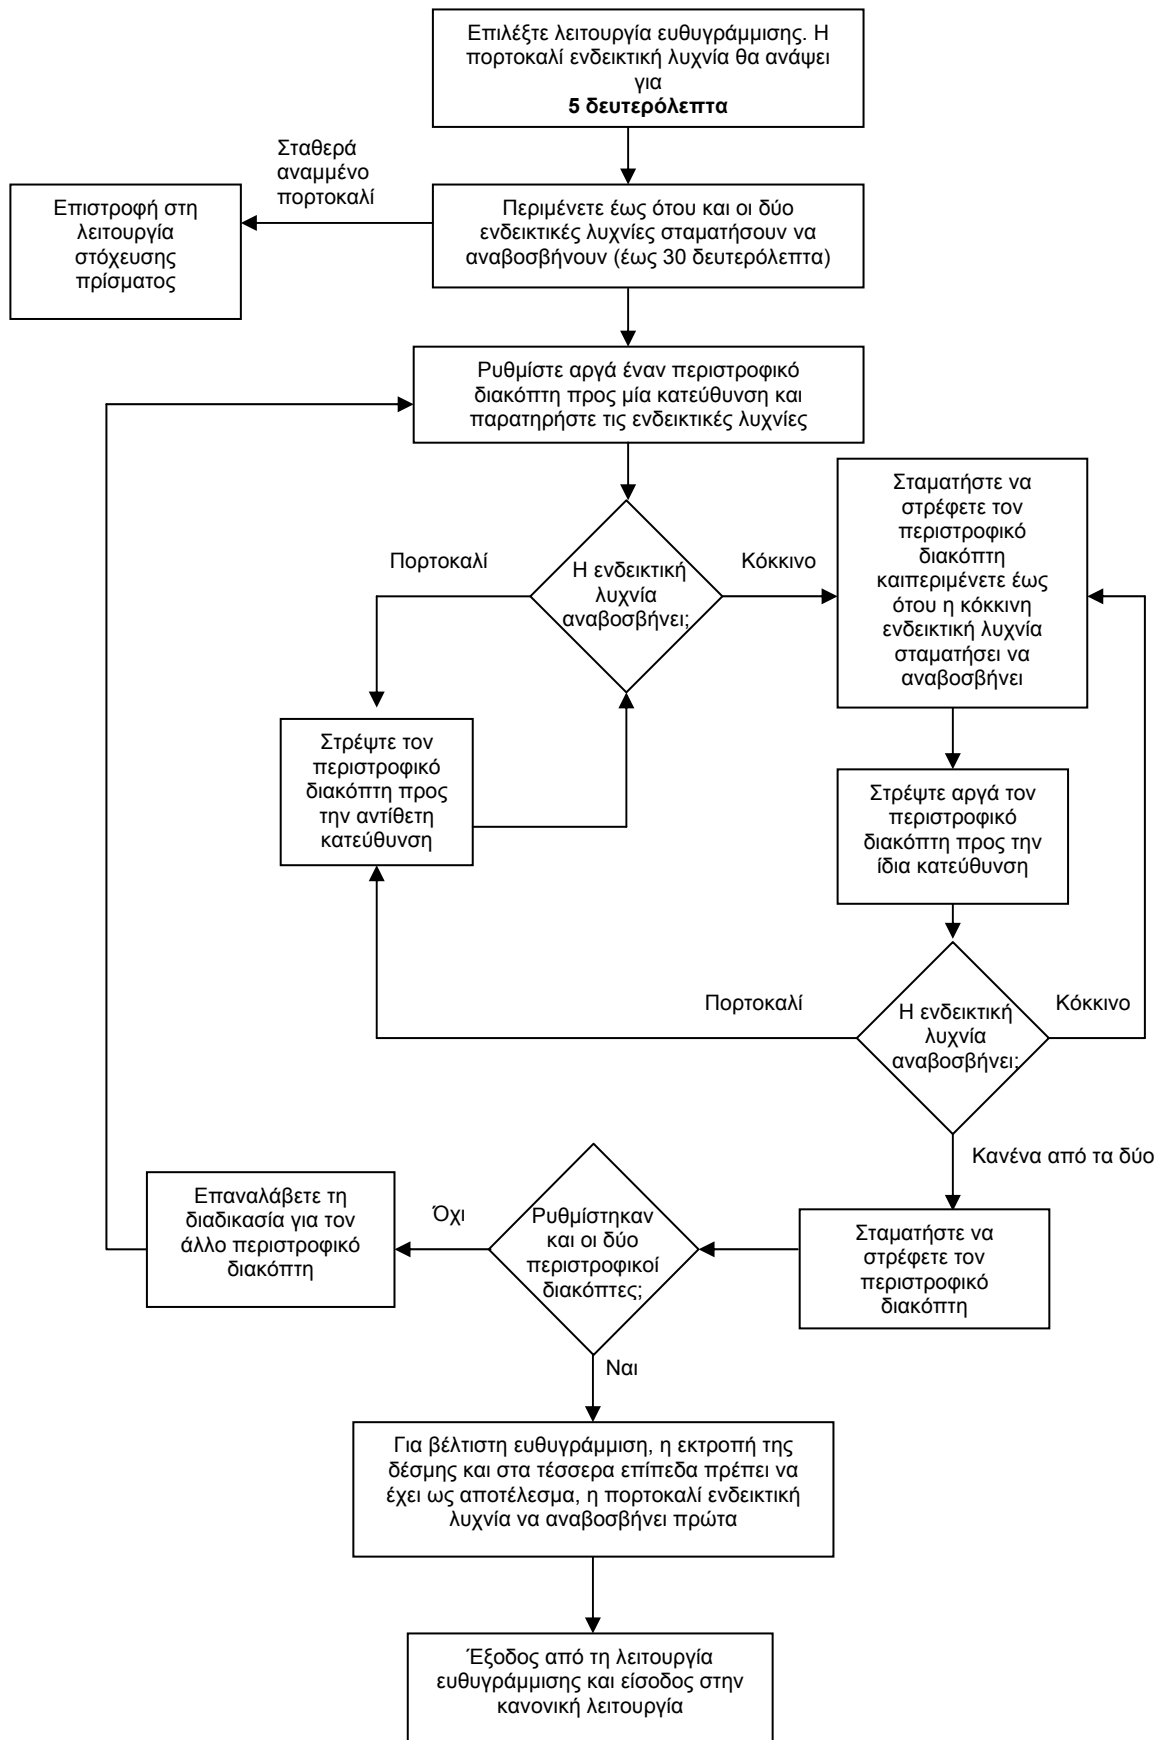 Επιλέξτε λειτουργία ευθυγράμμισης. Η
πορτοκαλί ενδεικτική λυχνία θα ανάψει
για
5 δευτερόλεπτα
Σταθερά
αναμμένο
πορτοκαλί
Επιστροφή στη
λειτουργία
στόχευσης
πρίσματος
Περιμένετε έως ότου και οι δύο
ενδεικτικές λυχνίες σταματήσουν να
αναβοσβήνουν (έως 30 δευτερόλεπτα)
Ρυθμίστε αργά έναν περιστροφικό
διακόπτη προς μία κατεύθυνση και
παρατηρήστε τις ενδεικτικές λυχνίες
Πορτοκαλί
Η ενδεικτική
λυχνία
αναβοσβήνει;
Κόκκινο
Σταματήστε να
στρέφετε τον
περιστροφικό
διακόπτη
καιπεριμένετε έως
ότου η κόκκινη
ενδεικτική λυχνία
σταματήσει να
αναβοσβήνει
Στρέψτε τον
περιστροφικό
διακόπτη προς
την αντίθετη
κατεύθυνση
Στρέψτε αργά τον
περιστροφικό
διακόπτη προς την
ίδια κατεύθυνση
Πορτοκαλί
Η ενδεικτική
λυχνία
αναβοσβήνει;
Κόκκινο
Κανένα από τα δύο
Σταματήστε να
στρέφετε τον
περιστροφικό
διακόπτη
Ρυθμίστηκαν
και οι δύο
περιστροφικοί
διακόπτες;
Όχι
Επαναλάβετε τη
διαδικασία για τον
άλλο περιστροφικό
διακόπτη
Ναι
Για βέλτιστη ευθυγράμμιση, η εκτροπή της
δέσμης και στα τέσσερα επίπεδα πρέπει να
έχει ως αποτέλεσμα, η πορτοκαλί ενδεικτική
λυχνία να αναβοσβήνει πρώτα
Έξοδος από τη λειτουργία
ευθυγράμμισης και είσοδος στην
κανονική λειτουργία